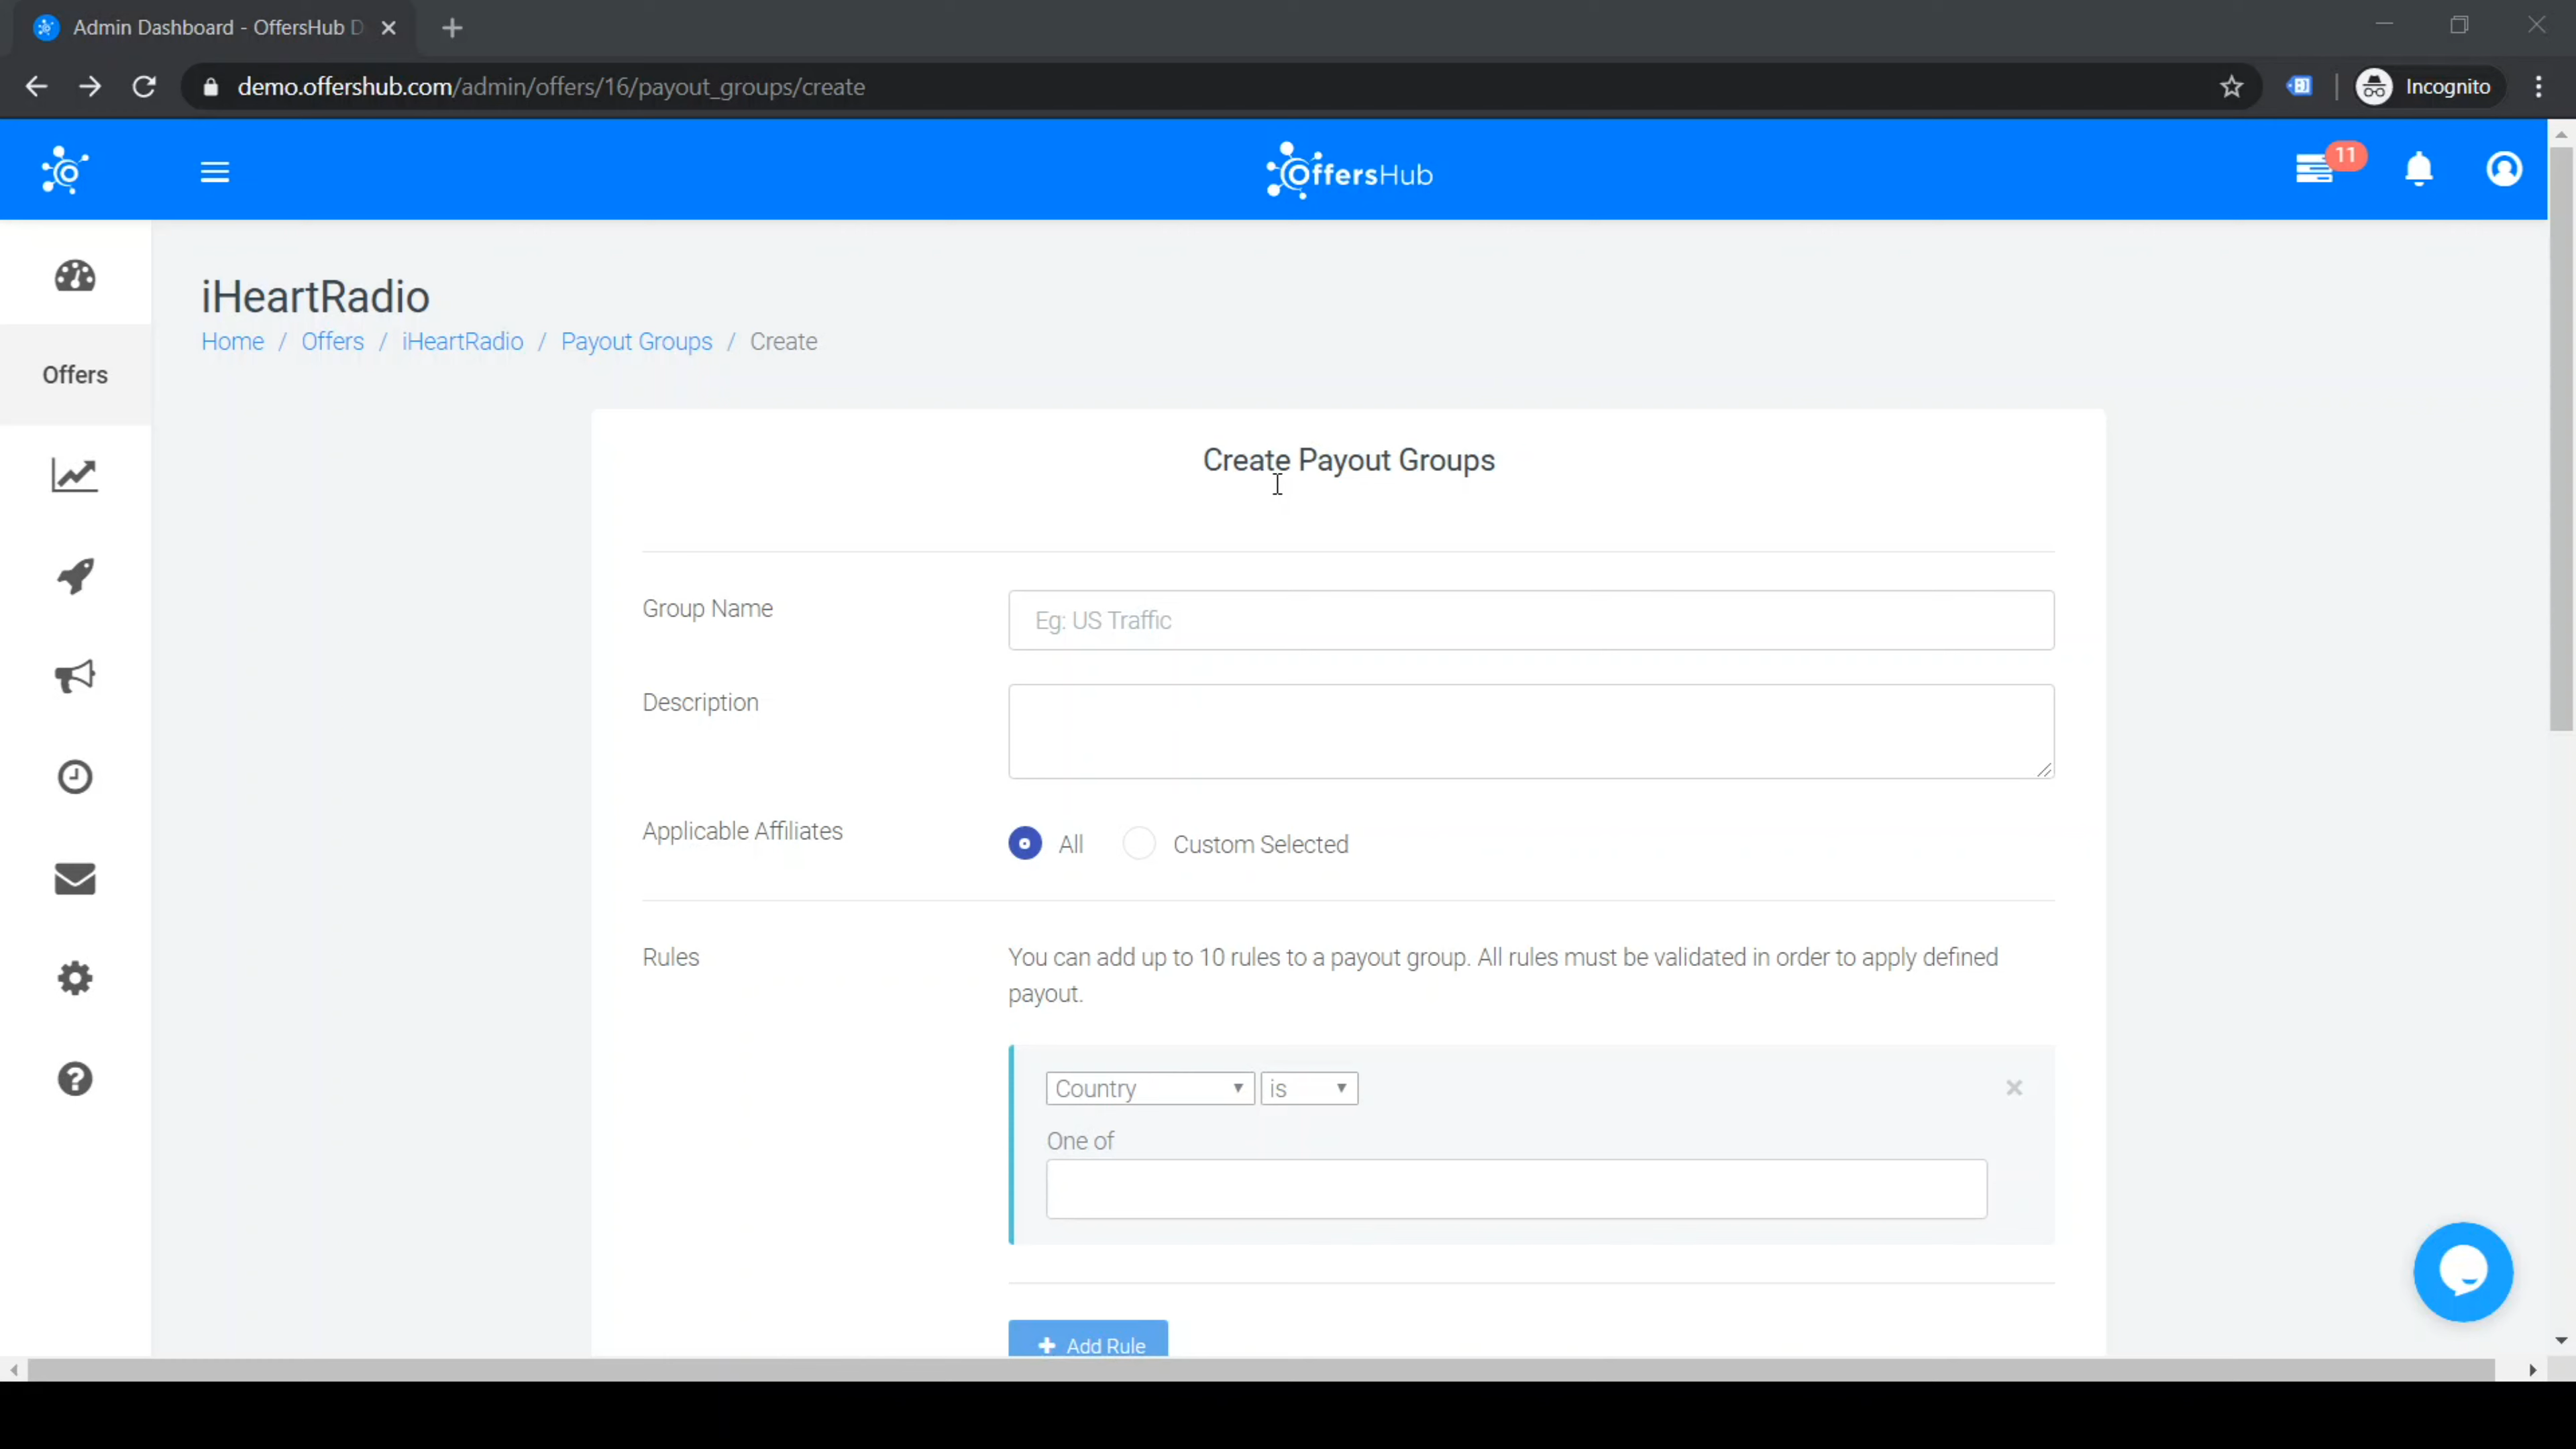 Admin Dashboard - OffersHub D
demo.offershub.com/admin/offers/16/payout_groups/create
Incognito
OffersHub
11
iHeartRadio
Home / Offers / iHeartRadio / Payout Groups / Create
Offers
Create Payout Groups
Group Name
Eg: US Traffic
Description
Applicable Affiliates
All
Custom Selected
Rules
You can add up to 10 rules to a payout group. All rules must be validated in order to apply defined
payout.
Country
is
One of
Add Rule